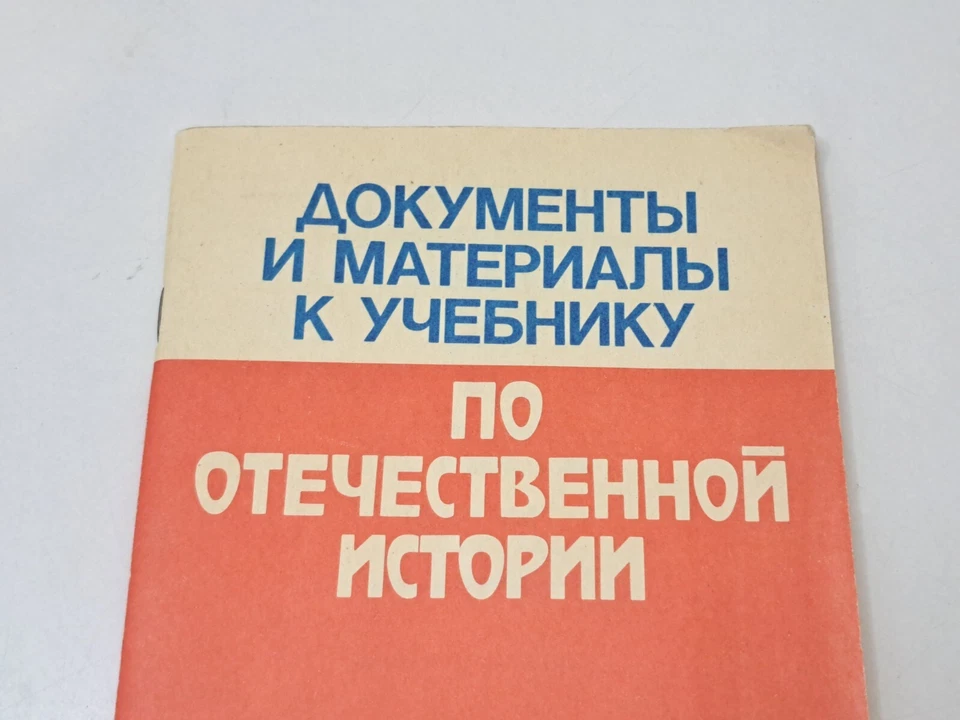 ДОКУМЕНТЫ
И МАТЕРИАЛЫ
К УЧЕБНИКУ
ПО
ОТЕЧЕСТВЕННОЙ
ИСТОРИИ